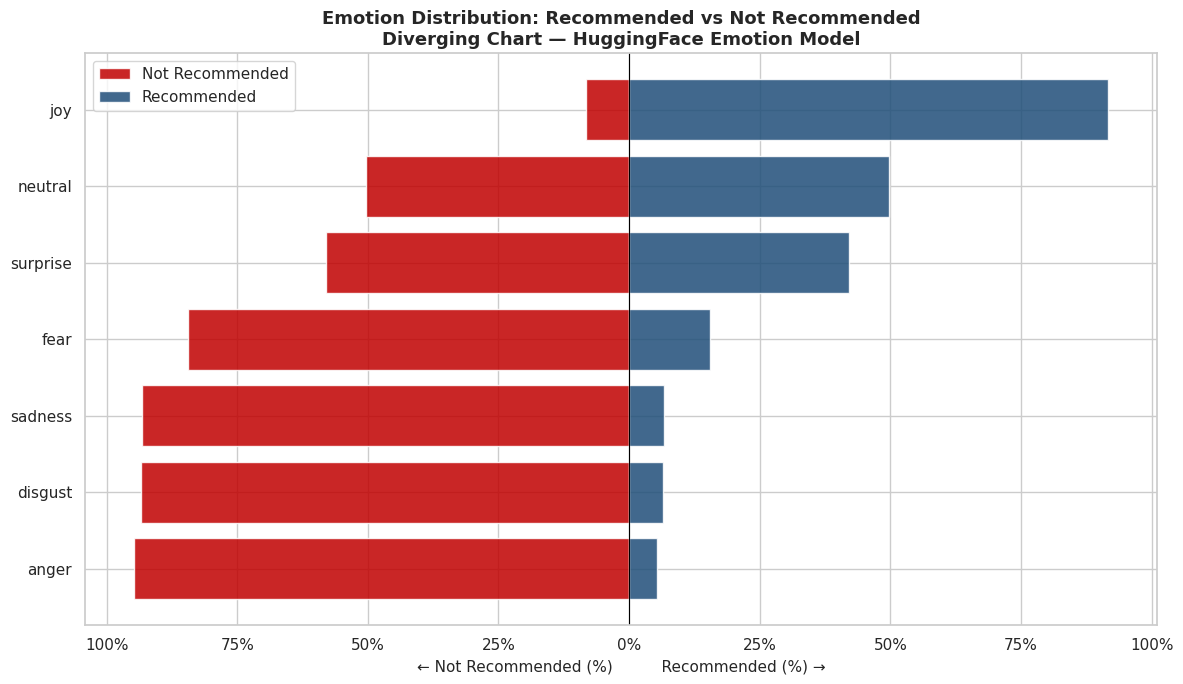 Emotion Distribution: Recommended vs Not Recommended
Diverging Chart — HuggingFace Emotion Model
Not Recommended
Recommended
joy
neutral
surprise
fear
sadness
disgust
anger
100% 75% 50% 25% 0% 25% 50% 75% 100%
← Not Recommended (%) Recommended (%) →